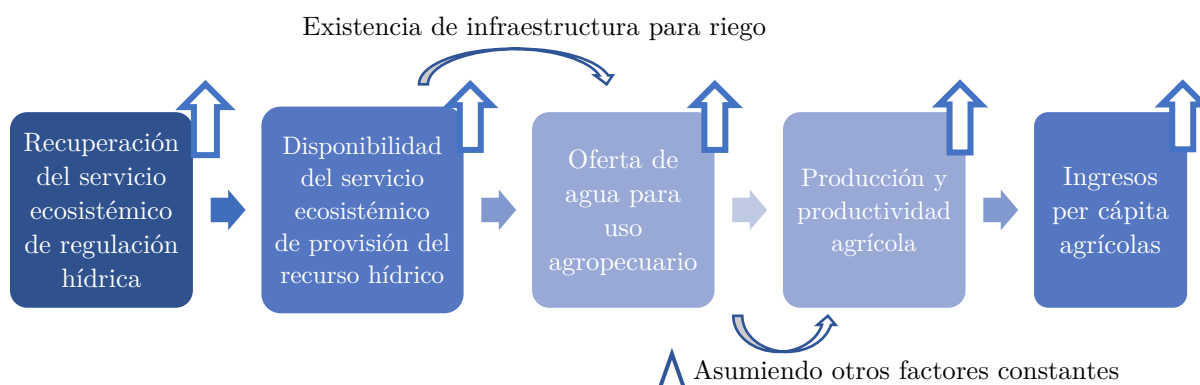 Existencia de infraestructura para riego
Recuperación
del servicio
ecosistémico
de regulación
hídrica
Disponibilidad
del servicio
ecosistémico
de provisión del
recurso hídrico
Oferta de
agua para
uso
agropecuario
Producción y
productividad
agrícola
Ingresos
per cápita
agrícolas
Asumiendo otros factores constantes